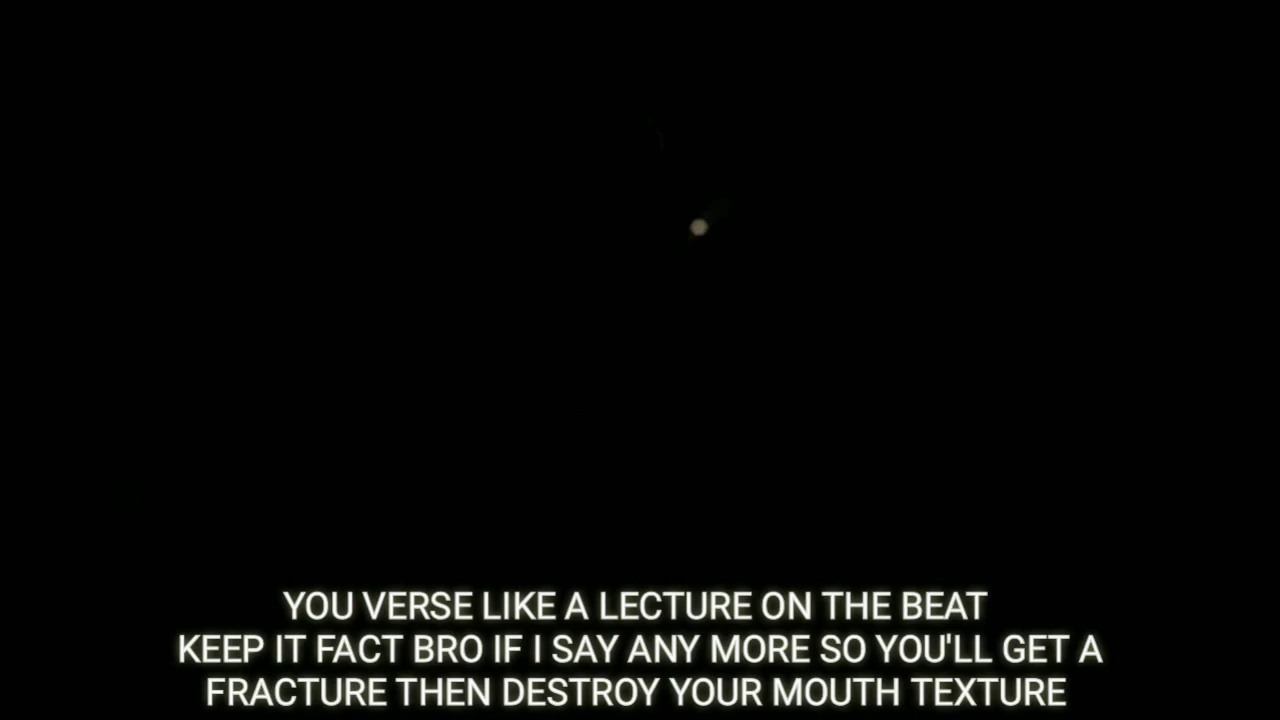 YOU VERSE LIKE A LECTURE ON THE BEAT
KEEP IT FACT BRO IF I SAY ANY MORE SO YOU'LL GET A
FRACTURE THEN DESTROY YOUR MOUTH TEXTURE